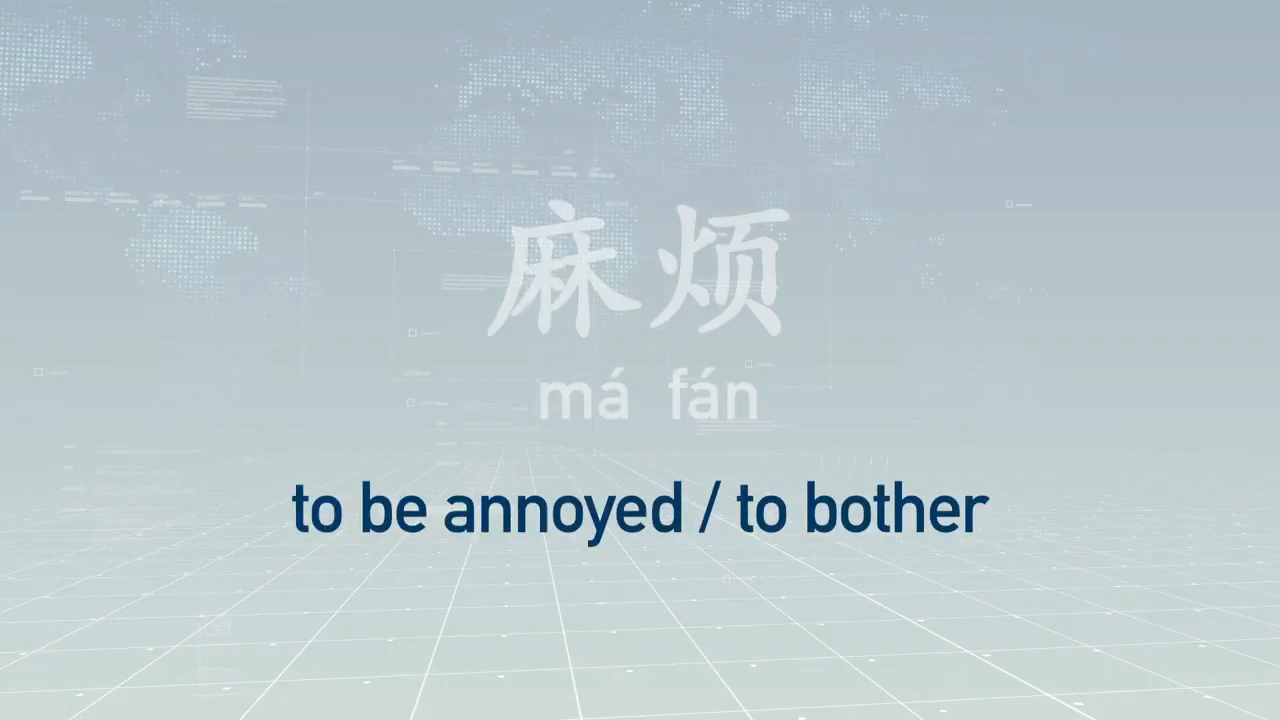 麻烦
má fán
to be annoyed / to bother